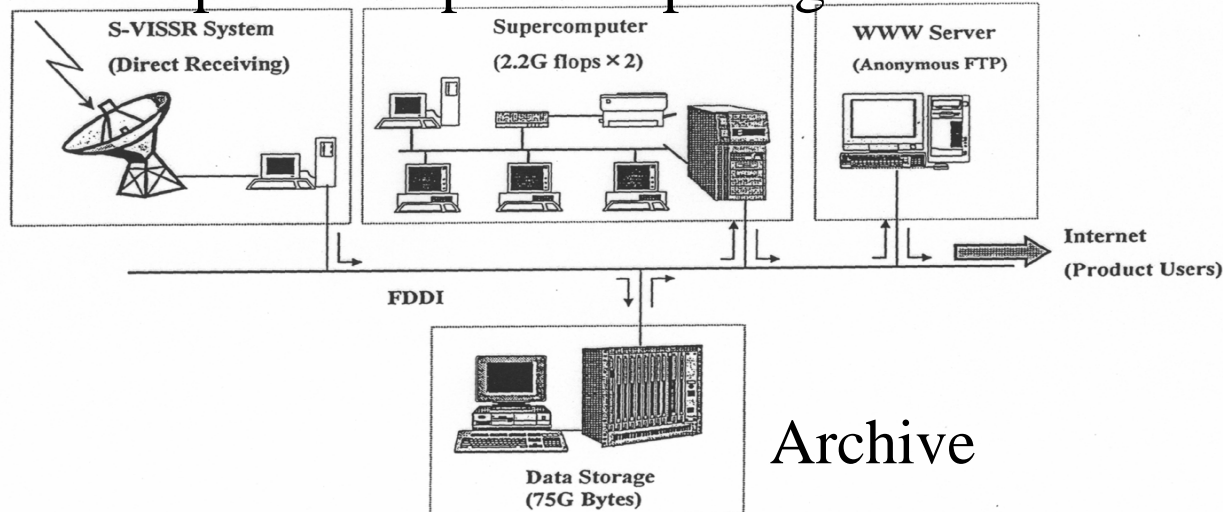 S-VISSR System
(Direct Receiving)
Supercomputer
(2.2G flops × 2)
WWW Server
(Anonymous FTP)
Internet
(Product Users)
FDDI
Archive
Data Storage
(75G Bytes)